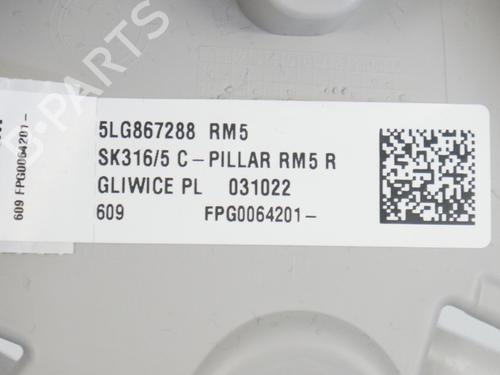 5LG867288 RM5
SK316/5 C-PILLAR RM5 R
GLIWICE PL 031022
609 FPG0064201-
609 FPG0064201-
B-PARTS